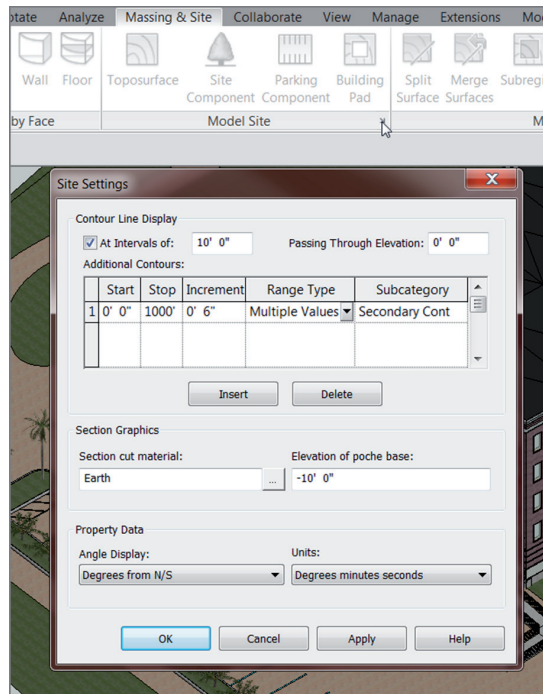 otate Analyze Massing & Site Collaborate View Manage Extensions Mo
Wall Floor Toposurface Site Component Parking Component Building Pad Split Surface Merge Surfaces Subregi
by Face Model Site M
Site Settings
Contour Line Display
At Intervals of: 10' 0" Passing Through Elevation: 0' 0"
Additional Contours:
Start Stop Increment Range Type Subcategory
1 0' 0" 1000' 0' 6" Multiple Values Secondary Cont
Insert Delete
Section Graphics
Section cut material: Elevation of poche base:
Earth ... -10' 0"
Property Data
Angle Display: Units:
Degrees from N/S Degrees minutes seconds
OK Cancel Apply Help